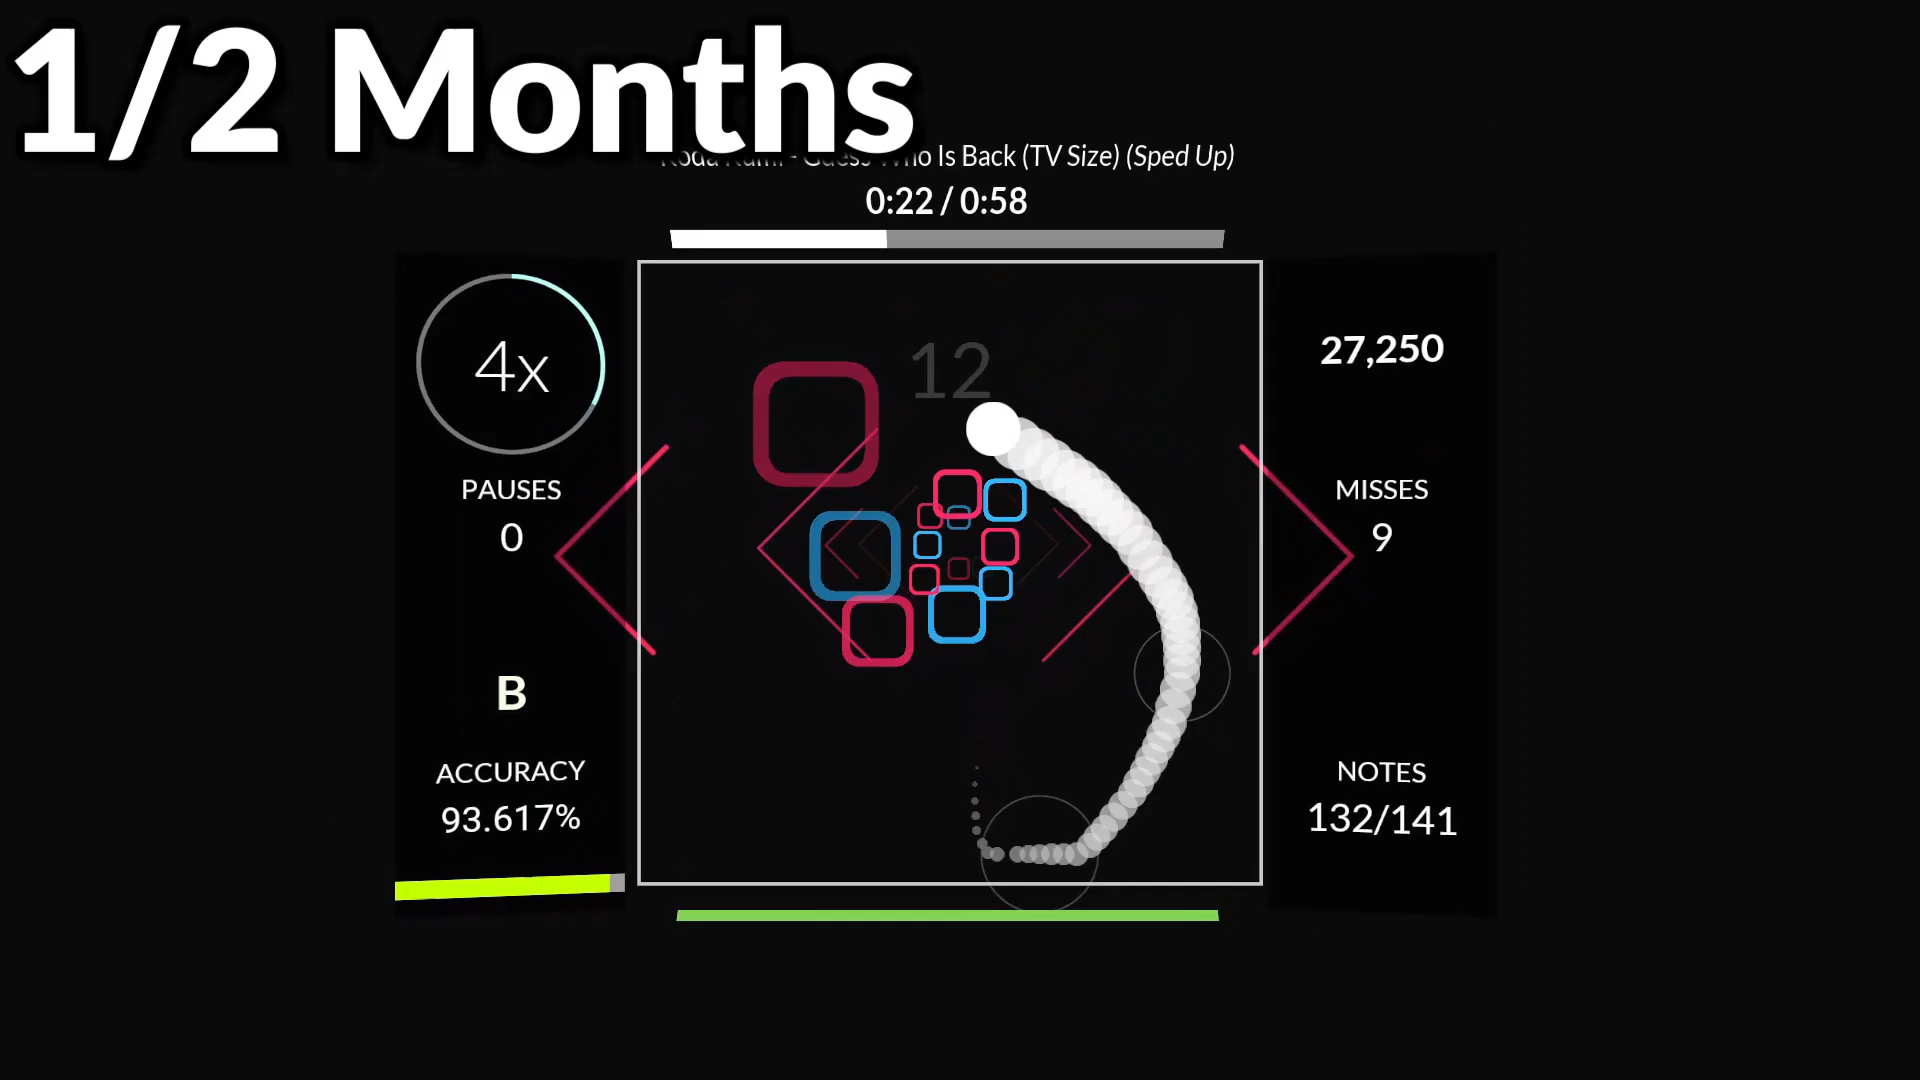 1/2 Months
Who Is Back (TV Size) (Sped Up)
0:22 / 0:58
4x
12
27,250
PAUSES
0
MISSES
9
B
ACCURACY
93.617%
NOTES
132/141